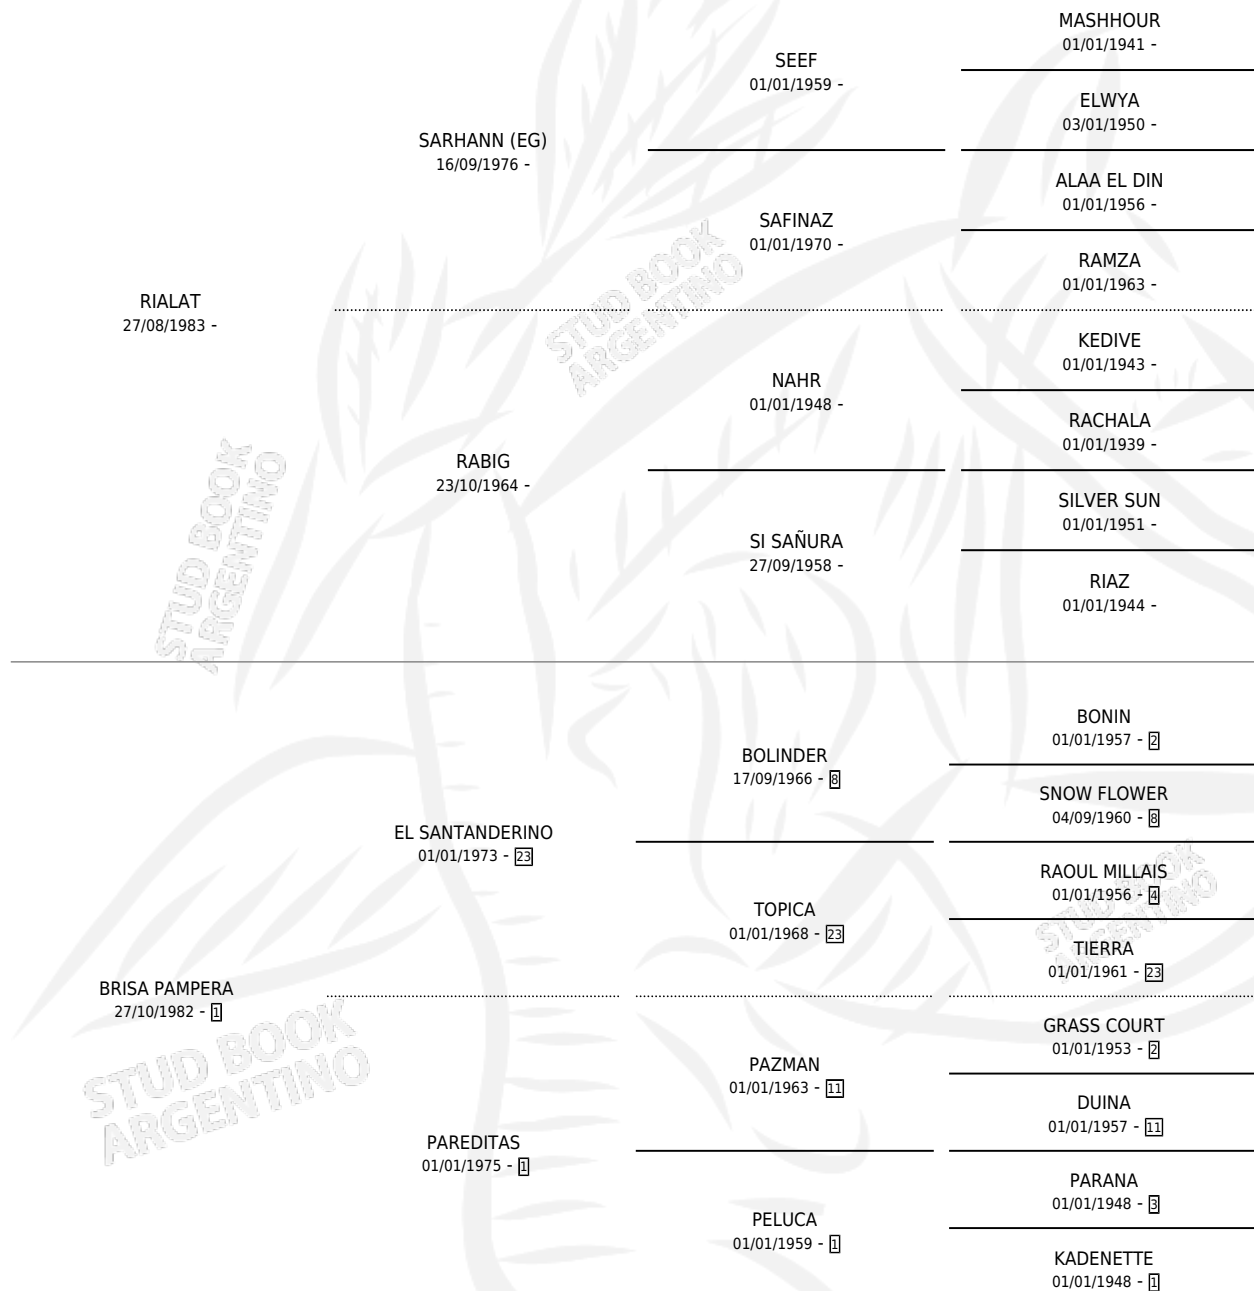 MASHHOUR
01/01/1941 -
SEEF
01/01/1959 -
ELWYA
03/01/1950 -
SARHANN (EG)
16/09/1976 -
ALAA EL DIN
01/01/1956 -
SAFINAZ
01/01/1970 -
RAMZA
01/01/1963 -
RIALAT
27/08/1983 -
KEDIVE
01/01/1943 -
NAHR
01/01/1948 -
RACHALA
01/01/1939 -
RABIG
23/10/1964 -
SILVER SUN
01/01/1951 -
SI SAÑURA
27/09/1958 -
RIAZ
01/01/1944 -
BONIN
01/01/1957 - 2
BOLINDER
17/09/1966 - 8
SNOW FLOWER
04/09/1960 - 8
EL SANTANDERINO
01/01/1973 - 23
RAOUL MILLAIS
01/01/1956 - 4
TOPICA
01/01/1968 - 23
TIERRA
01/01/1961 - 23
BRISA PAMPERA
27/10/1982 - 1
GRASS COURT
01/01/1953 - 2
PAZMAN
01/01/1963 - 11
DUINA
01/01/1957 - 11
PAREDITAS
01/01/1975 - 1
PARANA
01/01/1948 - 3
PELUCA
01/01/1959 - 1
KADENETTE
01/01/1948 - 1
STUD BOOK
ARGENTINO
STUD BOOK
ARGENTINO
STUD BOOK
ARGENTINO
STUD BOOK
ARGENTINO